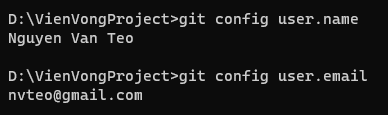 D:\VienVongProject>git config user.name
Nguyen Van Teo
D:\VienVongProject>git config user.email
nvteo@gmail.com